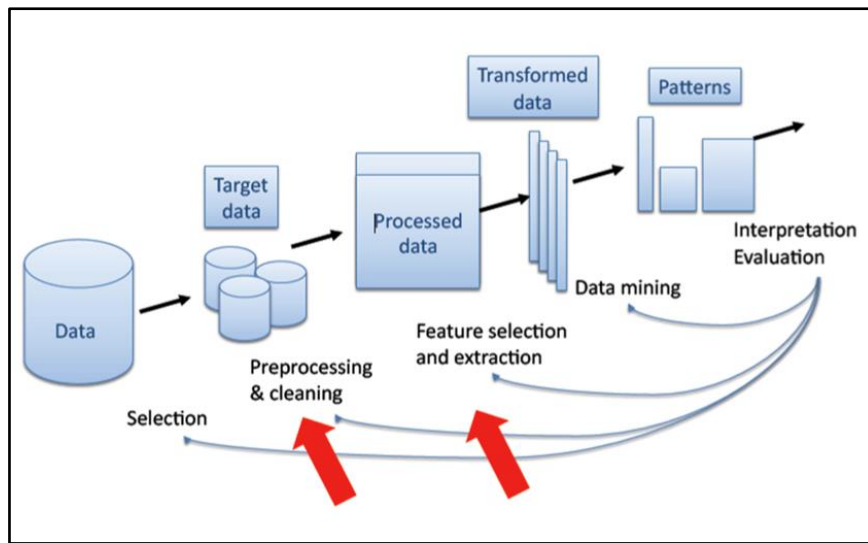 Transformed
data
Patterns
Target
data
Processed
data
Interpretation
Evaluation
Data mining
Data
Feature selection
and extraction
Preprocessing
& cleaning
Selection